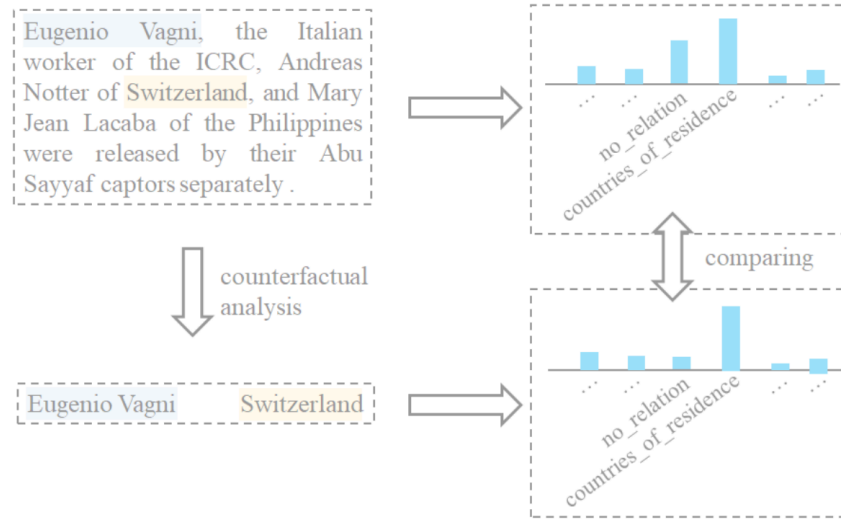 Eugenio Vagni, the Italian
worker of the ICRC, Andreas
Notter of Switzerland, and Mary
Jean Lacaba of the Philippines
were released by their Abu
Sayyaf captors separately .
...
...
no_relation
countries_of_residence
...
...
counterfactual
analysis
comparing
Eugenio Vagni
Switzerland
...
...
no_relation
countries_of_residence
...
...